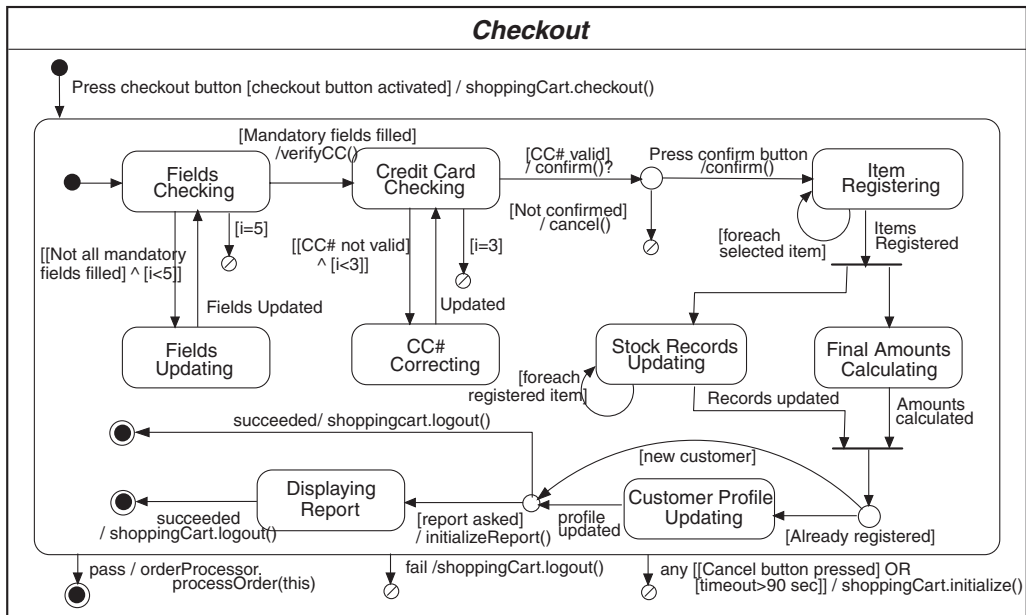 Checkout
Press checkout button [checkout button activated] / shoppingCart.checkout()
[Mandatory fields filled]
/verifyCC()
[CC# valid]
/ confirm()?
Press confirm button
/confirm()
Fields
Checking
Credit Card
Checking
Item
Registering
[i=5]
[i=3]
[Not confirmed]
/ cancel()
[[Not all mandatory
fields filled] ^ [i<5]]
[[CC# not valid]
^ [i<3]]
[foreach
selected item]
Items
Registered
Fields Updated
Updated
Fields
Updating
CC#
Correcting
Stock Records
Updating
Final Amounts
Calculating
[foreach
registered item]
Records updated
Amounts
calculated
succeeded/ shoppingcart.logout()
[new customer]
Displaying
Report
Customer Profile
Updating
succeeded
/ shoppingCart.logout()
[report asked]
/ initializeReport()
profile
updated
[Already registered]
pass / orderProcessor.
processOrder(this)
fail /shoppingCart.logout()
any [[Cancel button pressed] OR
[timeout>90 sec]] / shoppingCart.initialize()